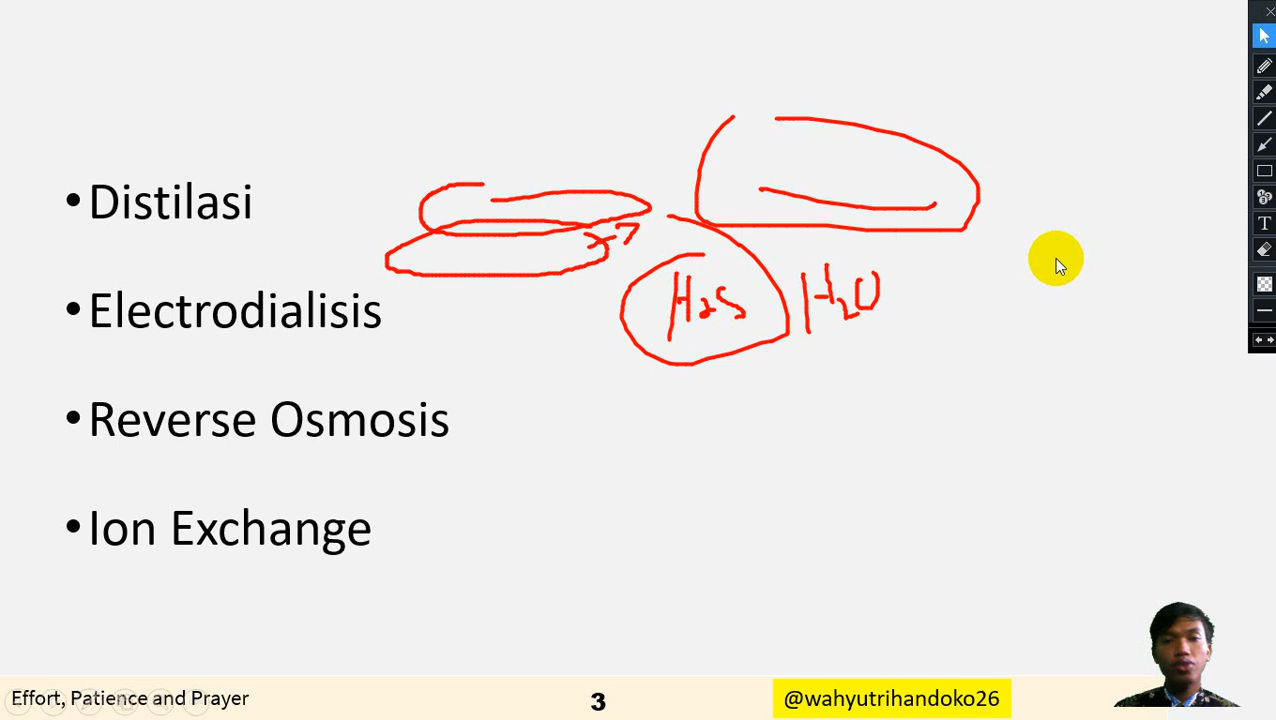 • Distilasi
• Electrodialisis
H2S H2O
• Reverse Osmosis
• Ion Exchange
Effort, Patience and Prayer
3
@wahyutrihandoko26